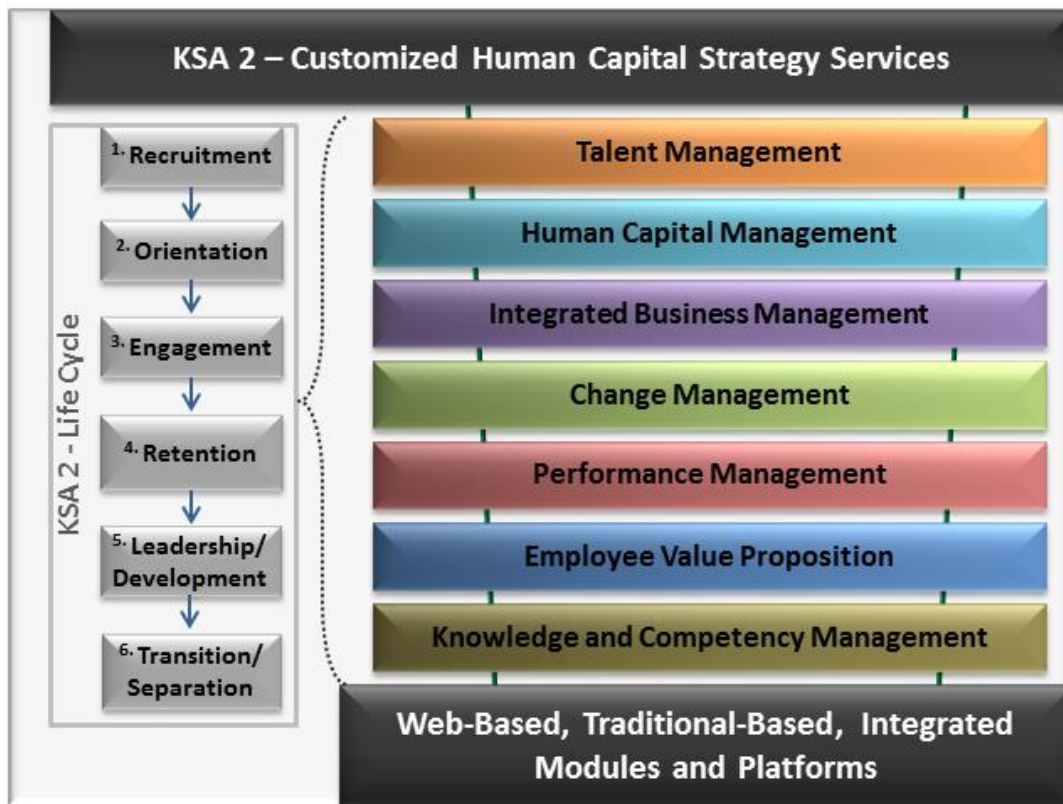 KSA 2 – Customized Human Capital Strategy Services
KSA 2 - Life Cycle
1. Recruitment
2. Orientation
3. Engagement
4. Retention
5. Leadership/
Development
6. Transition/
Separation
Talent Management
Human Capital Management
Integrated Business Management
Change Management
Performance Management
Employee Value Proposition
Knowledge and Competency Management
Web-Based, Traditional-Based, Integrated
Modules and Platforms